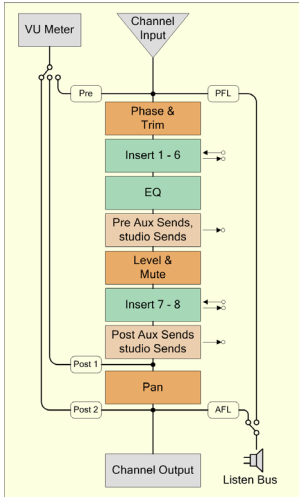 VU Meter
Channel
Input
Pre
PFL
Phase &
Trim
Insert 1 - 6
EQ
Pre Aux Sends,
studio Sends
Level &
Mute
Insert 7 - 8
Post Aux Sends
studio Sends
Post 1
Pan
Post 2
AFL
Channel Output
Listen Bus